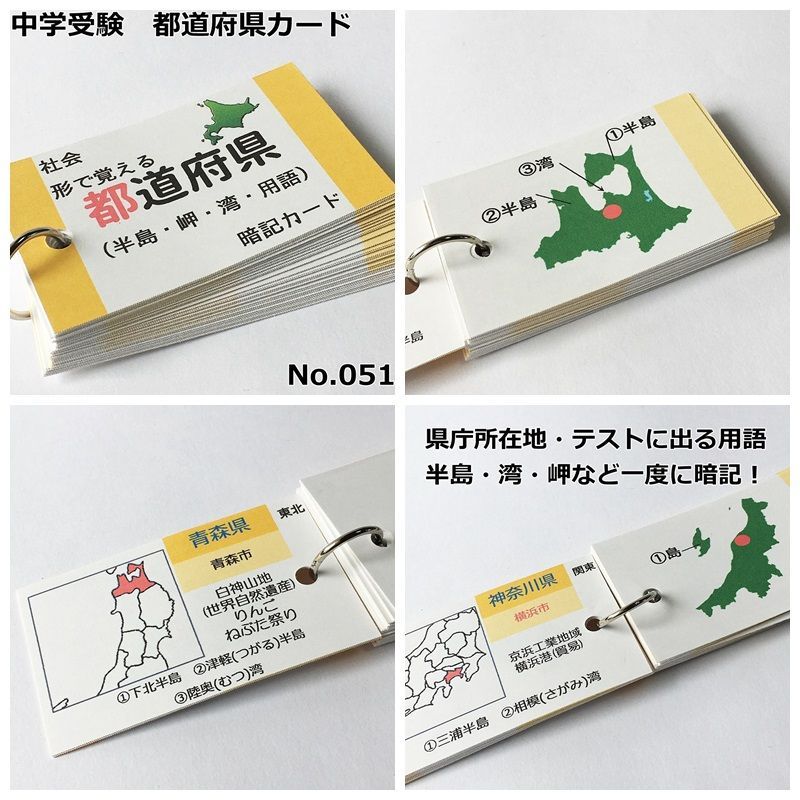 中学受験　都道府県カード
社会
形で覚える
都道府県
(半島・岬・湾・用語)
暗記カード
No.051
①半島
③湾
②半島
半島
東北
青森県
青森市
白神山地
(世界自然遺産)
りんご
ねぶた祭り
①下北半島　②津軽(つがる)半島
③陸奥(むつ)湾
県庁所在地・テストに出る用語
半島・湾・岬など一度に暗記！
①島
関東
神奈川県
横浜市
京浜工業地域
横浜港(貿易)
①三浦半島　②相模(さがみ)湾